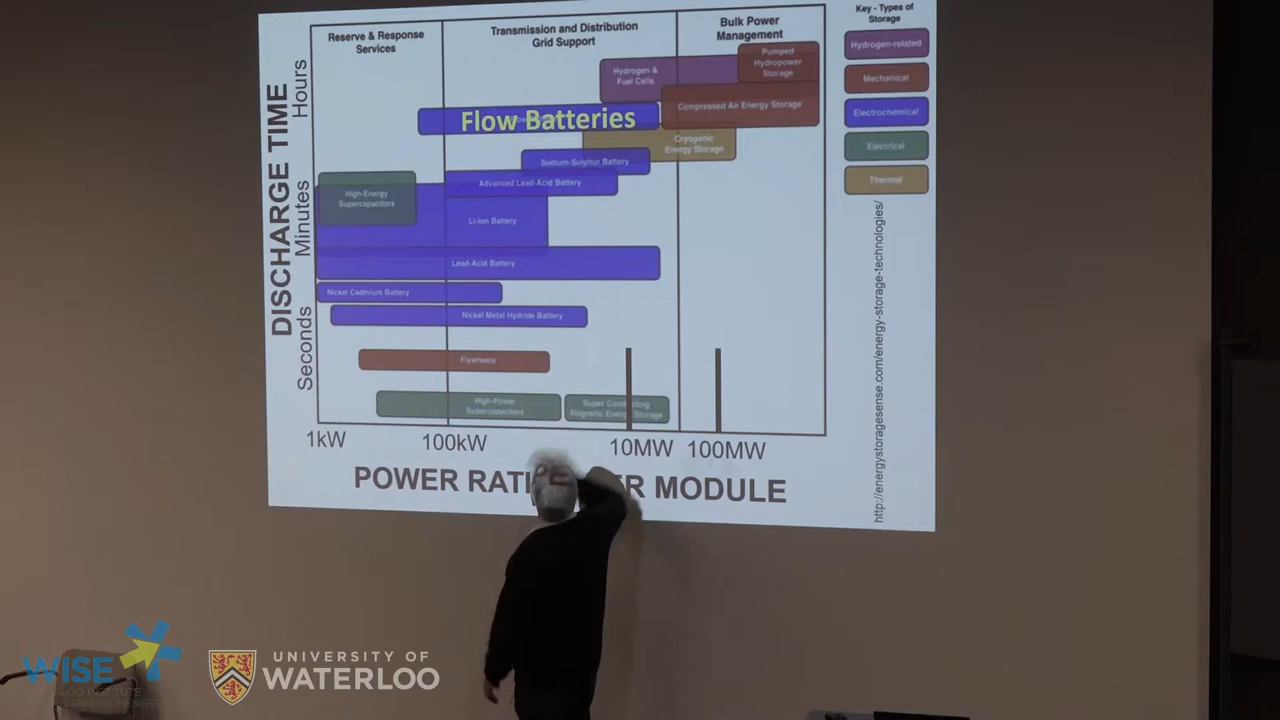 Reserve & Response
Services
Transmission and Distribution
Grid Support
Bulk Power
Management
Key - Types of
Storage
Hydrogen-related
Mechanical
Electrochemical
Electrical
Thermal
DISCHARGE TIME
Hours
Minutes
Seconds
Pumped
Hydropower
Storage
Hydrogen &
Fuel Cells
Compressed Air Energy Storage
Flow Batteries
Cryogenic
Energy Storage
Sodium-Sulphur Battery
Advanced Lead-Acid Battery
High-Energy
Supercapacitors
Li-ion Battery
Lead-Acid Battery
Nickel Cadmium Battery
Nickel Metal Hydride Battery
Flywheels
High-Power
Supercapacitors
Super Storage
Magnetic
1kW
100kW
10MW
100MW
POWER MODULE
http://energystoragesense.com/energy-storage-technologies/
WISE
UNIVERSITY OF
WATERLOO